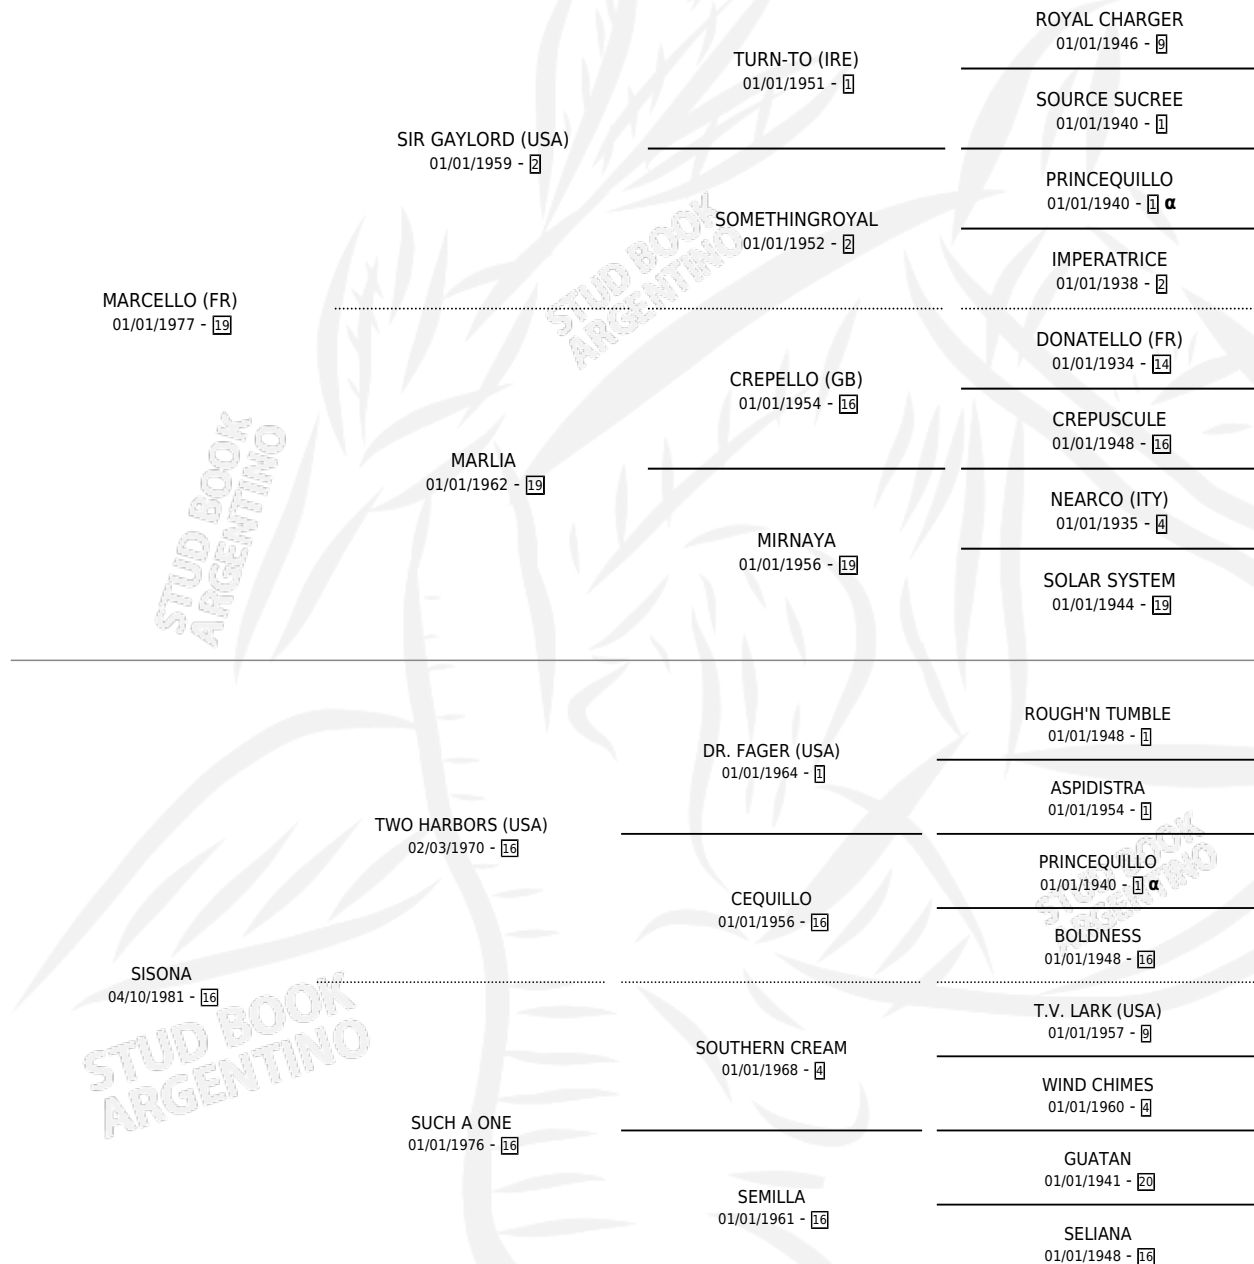 ROYAL CHARGER
01/01/1946 - 9
TURN-TO (IRE)
01/01/1951 - 1
SOURCE SUCREE
01/01/1940 - 1
SIR GAYLORD (USA)
01/01/1959 - 2
PRINCEQUILLO
01/01/1940 - 1 α
SOMETHINGROYAL
01/01/1952 - 2
IMPERATRICE
01/01/1938 - 2
MARCELLO (FR)
01/01/1977 - 19
DONATELLO (FR)
01/01/1934 - 14
CREPELLO (GB)
01/01/1954 - 16
CREPUSCULE
01/01/1948 - 16
MARLIA
01/01/1962 - 19
NEARCO (ITY)
01/01/1935 - 4
MIRNAYA
01/01/1956 - 19
SOLAR SYSTEM
01/01/1944 - 19
ROUGH'N TUMBLE
01/01/1948 - 1
DR. FAGER (USA)
01/01/1964 - 1
ASPIDISTRA
01/01/1954 - 1
TWO HARBORS (USA)
02/03/1970 - 16
PRINCEQUILLO
01/01/1940 - 1 α
CEQUILLO
01/01/1956 - 16
BOLDNESS
01/01/1948 - 16
SISONA
04/10/1981 - 16
T.V. LARK (USA)
01/01/1957 - 9
SOUTHERN CREAM
01/01/1968 - 4
WIND CHIMES
01/01/1960 - 4
SUCH A ONE
01/01/1976 - 16
GUATAN
01/01/1941 - 20
SEMILLA
01/01/1961 - 16
SELIANA
01/01/1948 - 16
STUD BOOK
ARGENTINO
STUD BOOK
ARGENTINO
STUD BOOK
ARGENTINO
STUD BOOK
ARGENTINO